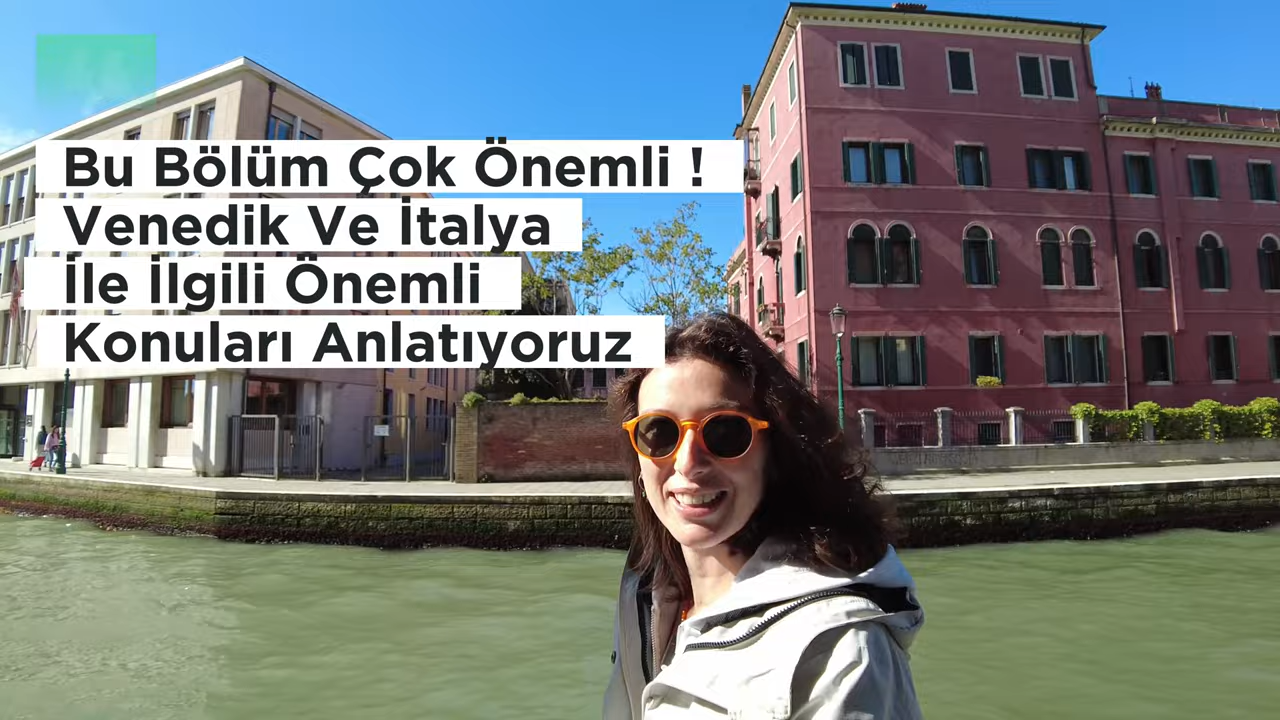 Bu Bölüm Çok Önemli !
Venedik Ve İtalya
İle İlgili Önemli
Konuları Anlatıyoruz